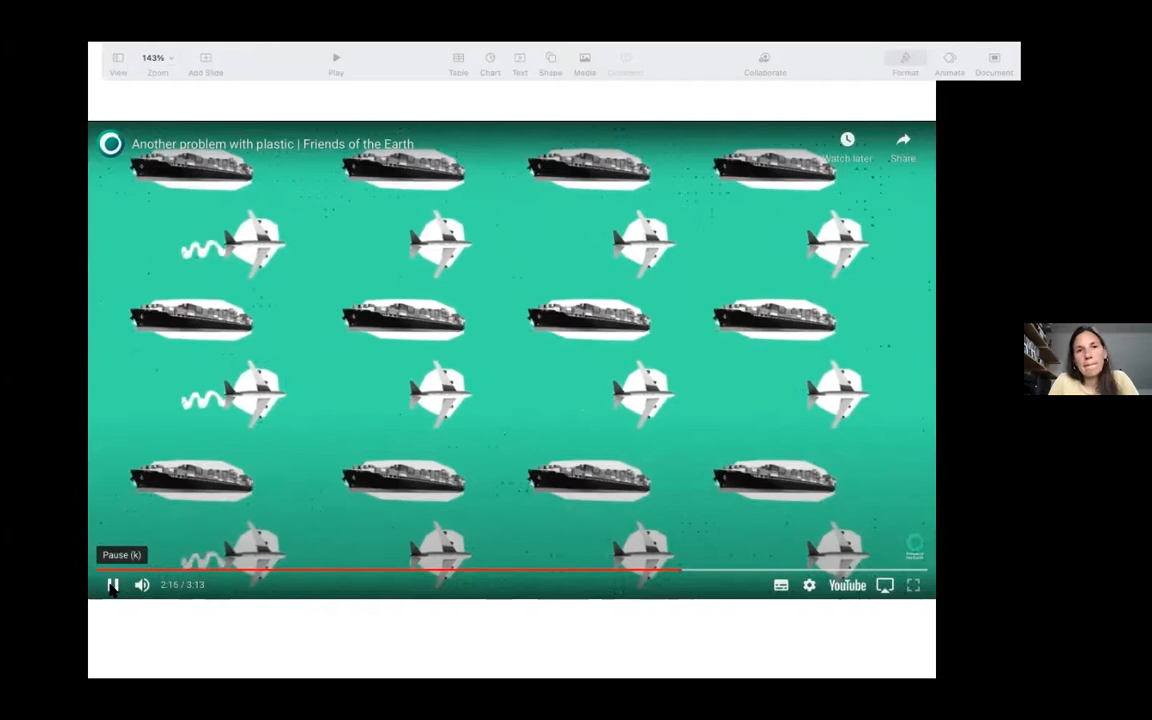 143%
View
Zoom
Add Slide
Play
Table
Chart
Text
Shape
Media
Comment
Collaborate
Format
Animate
Document
Another problem with plastic | Friends of the Earth
Watch later
Share
Pause (k)
2:16 / 3:13
YouTube